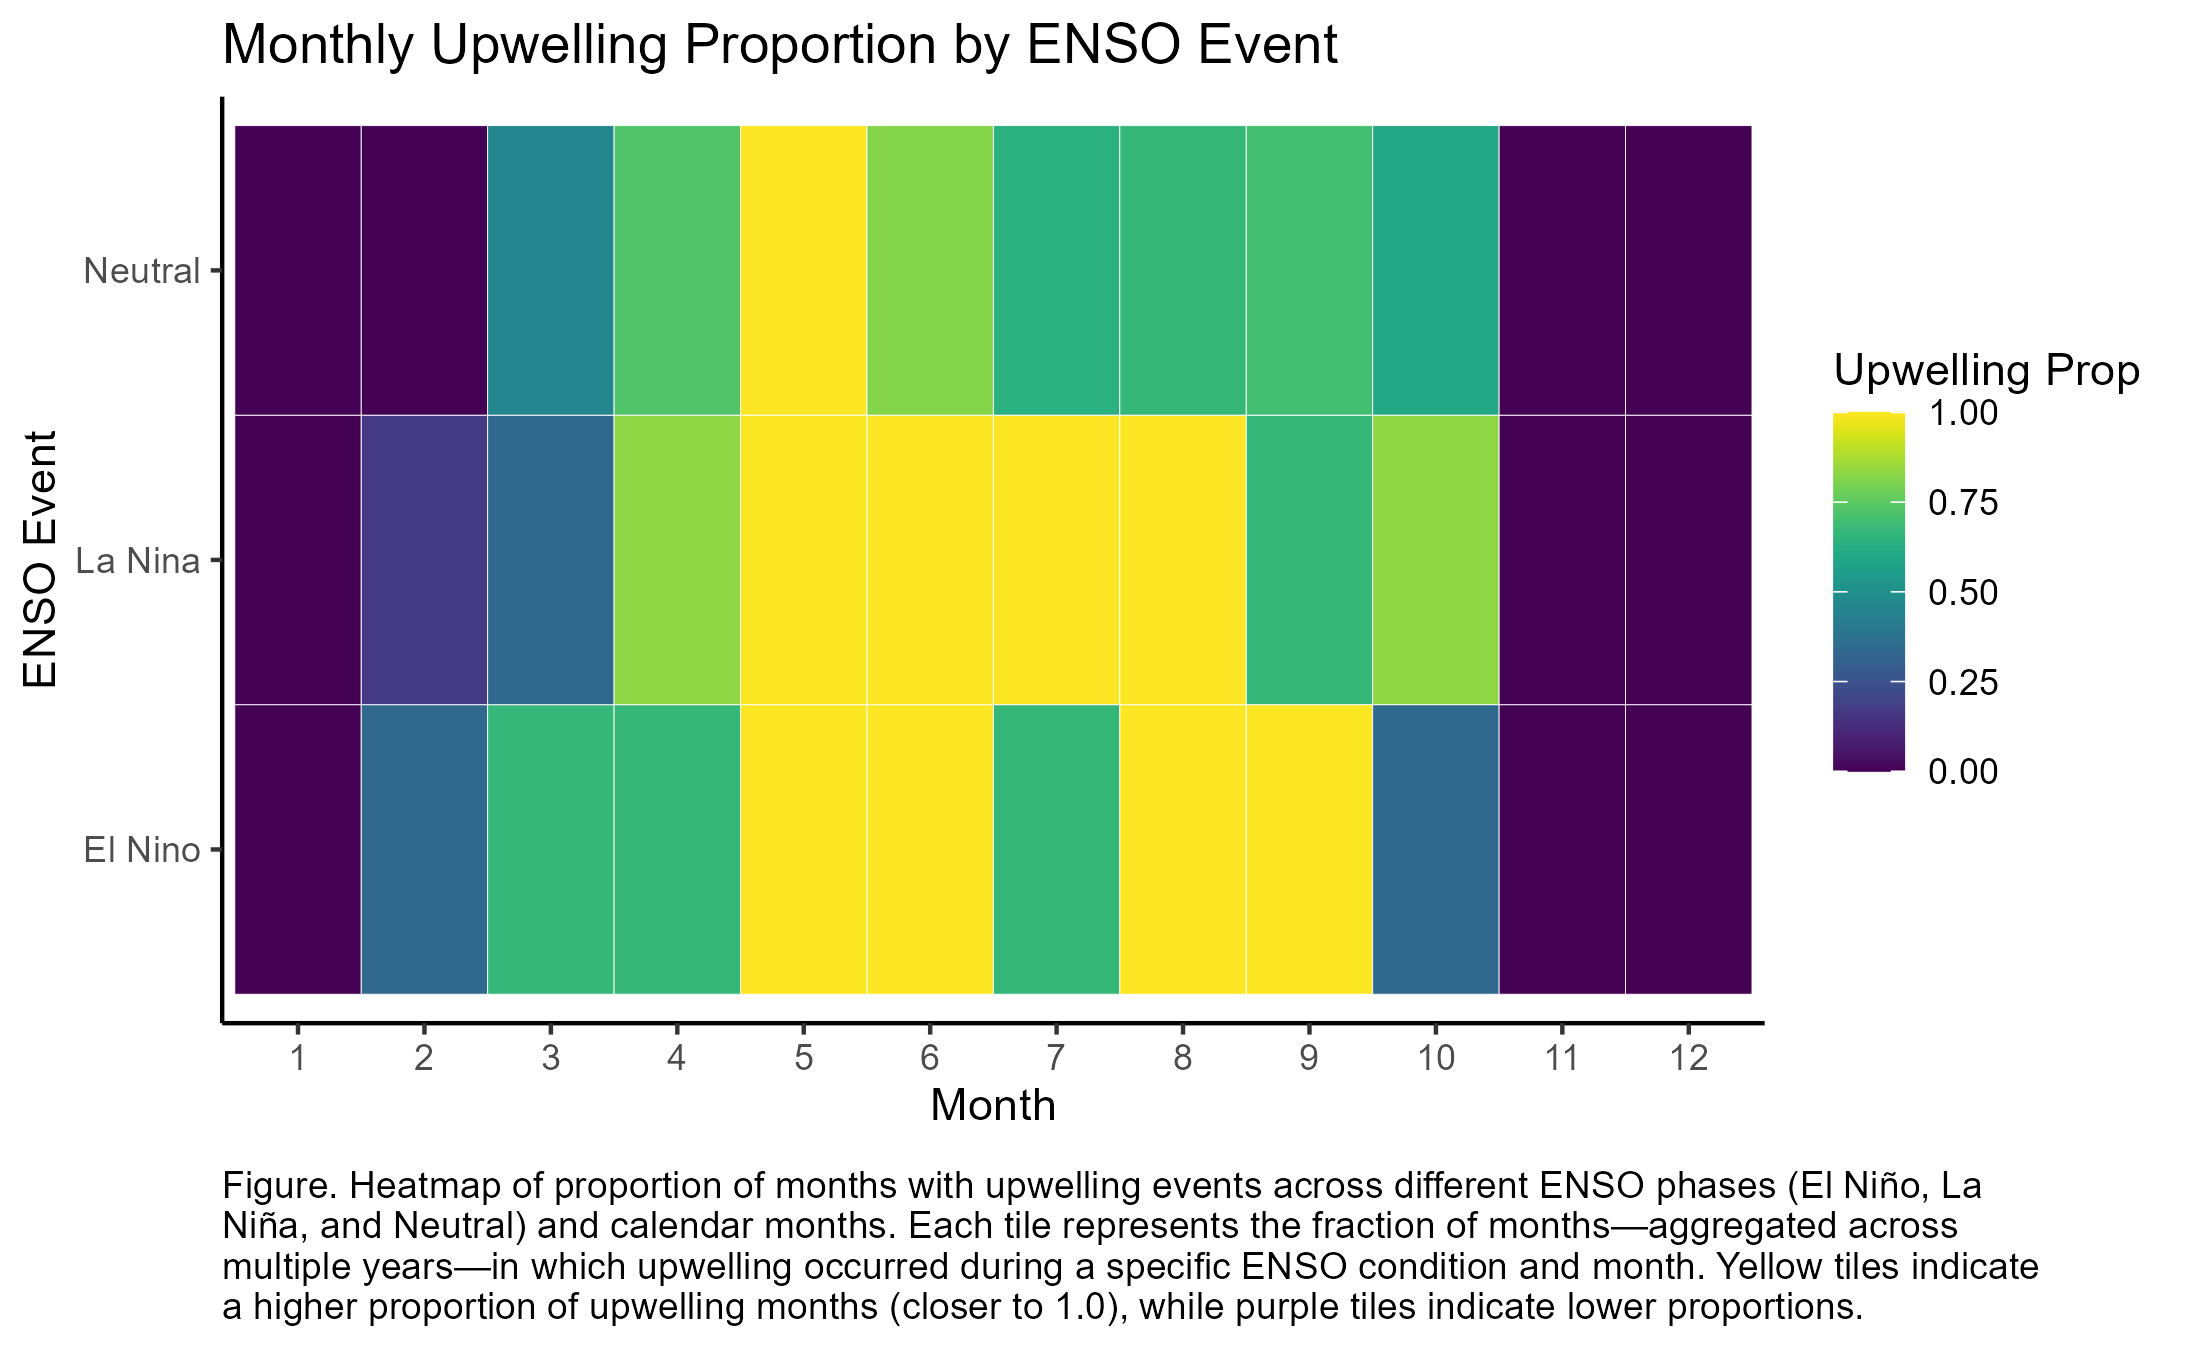 Monthly Upwelling Proportion by ENSO Event
ENSO Event
Neutral
La Nina
El Nino
1 2 3 4 5 6 7 8 9 10 11 12
Month
Upwelling Prop
1.00
0.75
0.50
0.25
0.00
Figure. Heatmap of proportion of months with upwelling events across different ENSO phases (El Niño, La
Niña, and Neutral) and calendar months. Each tile represents the fraction of months—aggregated across
multiple years—in which upwelling occurred during a specific ENSO condition and month. Yellow tiles indicate
a higher proportion of upwelling months (closer to 1.0), while purple tiles indicate lower proportions.